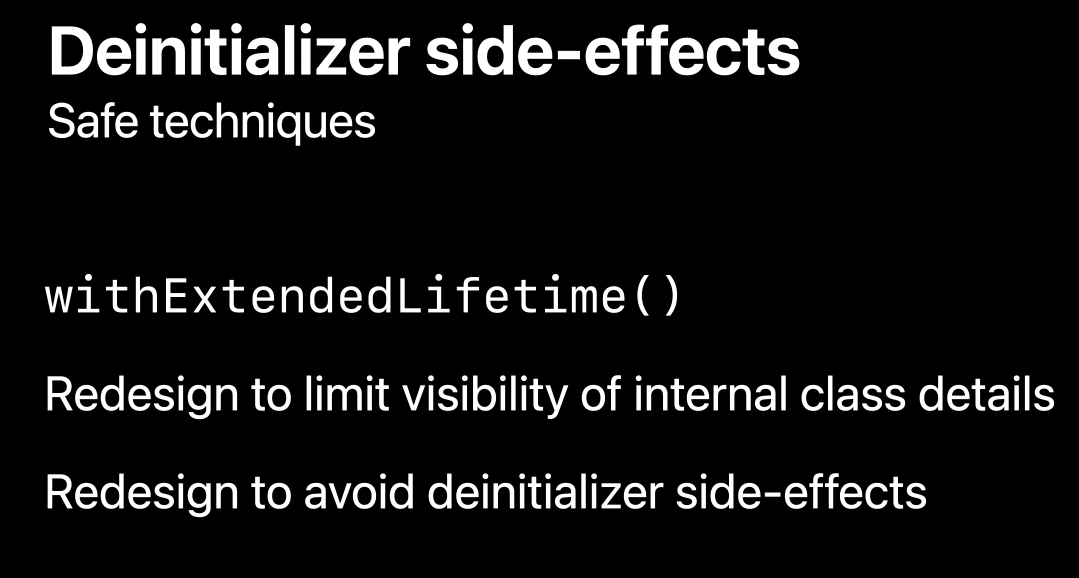 Deinitializer side-effects
Safe techniques
withExtendedLifetime()
Redesign to limit visibility of internal class details
Redesign to avoid deinitializer side-effects